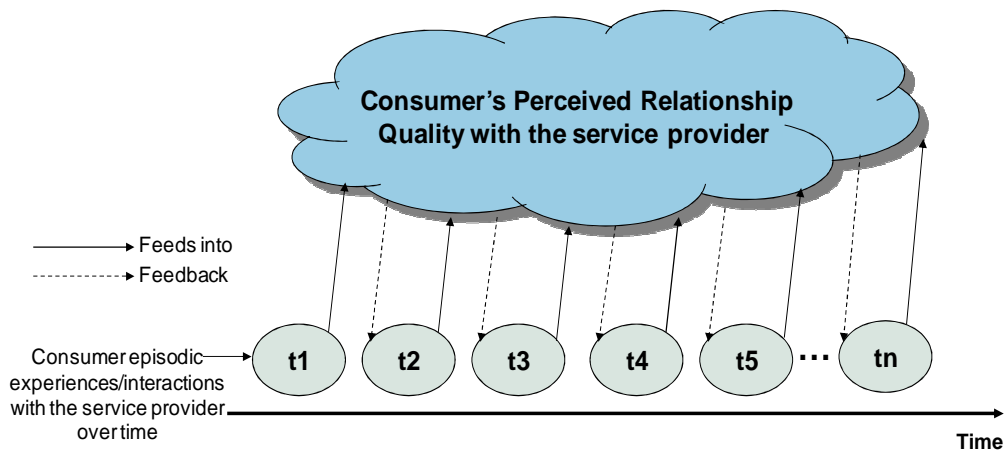 Consumer's Perceived Relationship
Quality with the service provider
Feeds into
Feedback
Consumer episodic
experiences/interactions
with the service provider
over time
t1
t2
t3
t4
t5
...
tn
Time